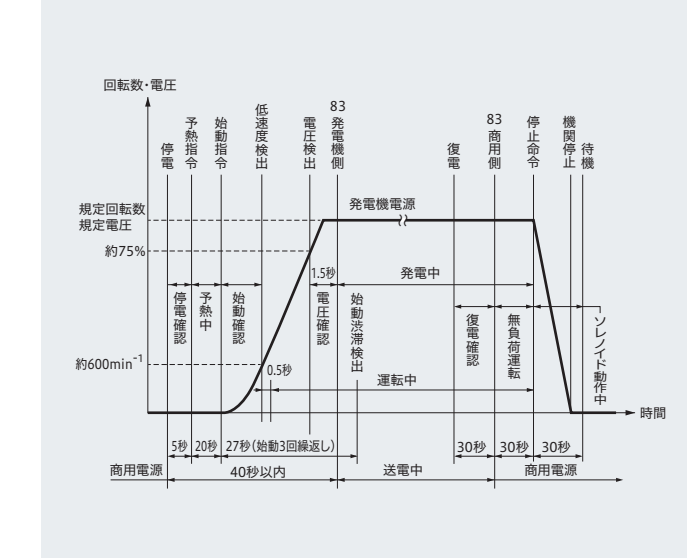 回転数・電圧
停電
予熱指令
始動指令
低速度検出
電圧検出
83発電機側
復電
83商用側
停止命令
機関停止
待機
規定回転数
規定電圧
発電機電源
約75%
1.5秒
発電中
停電確認
予熱中
始動確認
電圧確認
始動渋滞検出
復電確認
無負荷運転
ソレノイド動作中
約600min-1
0.5秒
運転中
時間
5秒
20秒
27秒(始動3回繰返し)
30秒
30秒
30秒
商用電源
40秒以内
送電中
商用電源